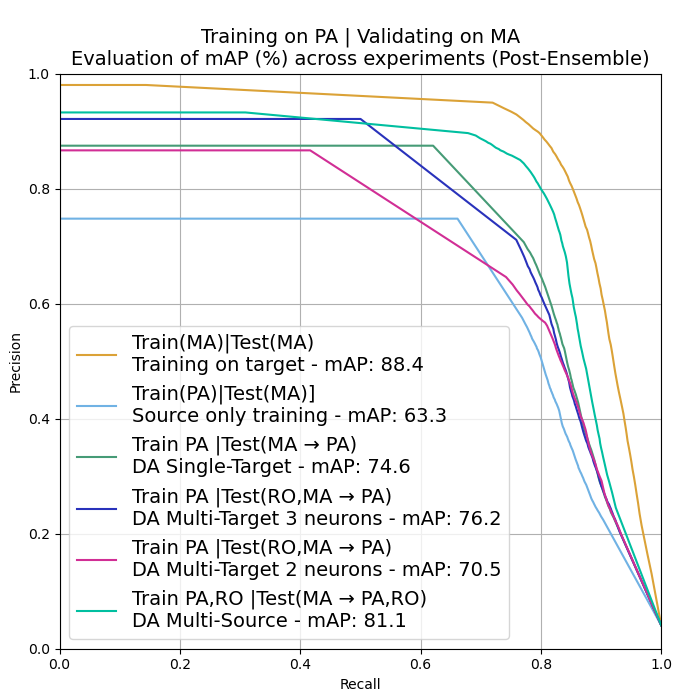 Training on PA | Validating on MA
Evaluation of mAP (%) across experiments (Post-Ensemble)
1.0
0.8
0.6
0.4
0.2
0.0
Precision
Train(MA)|Test(MA)
Training on target - mAP: 88.4
Train(PA)|Test(MA)]
Source only training - mAP: 63.3
Train PA |Test(MA → PA)
DA Single-Target - mAP: 74.6
Train PA |Test(RO,MA → PA)
DA Multi-Target 3 neurons - mAP: 76.2
Train PA |Test(RO,MA → PA)
DA Multi-Target 2 neurons - mAP: 70.5
Train PA,RO |Test(MA → PA,RO)
DA Multi-Source - mAP: 81.1
0.0 0.2 0.4 0.6 0.8 1.0
Recall